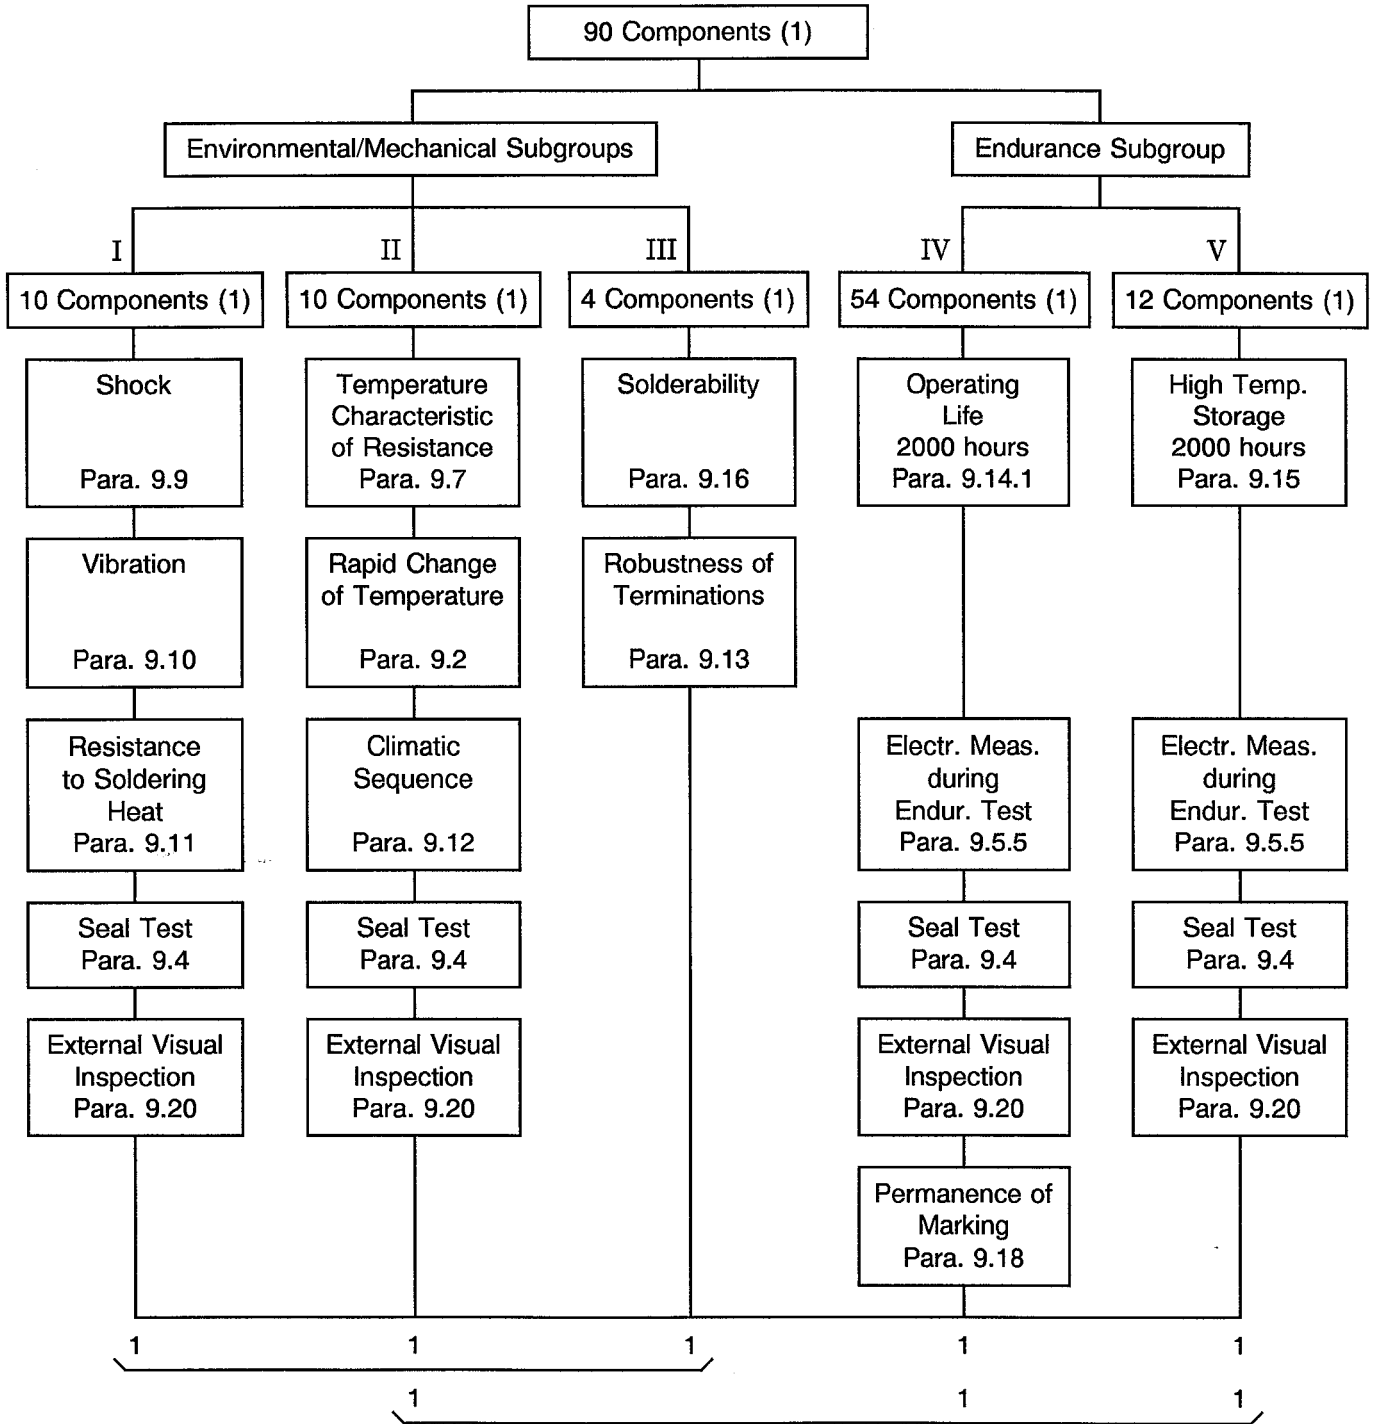 90 Components (1)
Environmental/Mechanical Subgroups
Endurance Subgroup
I
II
III
IV
V
10 Components (1)
10 Components (1)
4 Components (1)
54 Components (1)
12 Components (1)
Shock
Para. 9.9
Temperature
Characteristic
of Resistance
Para. 9.7
Solderability
Para. 9.16
Operating
Life
2000 hours
Para. 9.14.1
High Temp.
Storage
2000 hours
Para. 9.15
Vibration
Para. 9.10
Rapid Change
of Temperature
Para. 9.2
Robustness of
Terminations
Para. 9.13
Resistance
to Soldering
Heat
Para. 9.11
Climatic
Sequence
Para. 9.12
Electr. Meas.
during
Endur. Test
Para. 9.5.5
Electr. Meas.
during
Endur. Test
Para. 9.5.5
Seal Test
Para. 9.4
Seal Test
Para. 9.4
Seal Test
Para. 9.4
Seal Test
Para. 9.4
External Visual
Inspection
Para. 9.20
External Visual
Inspection
Para. 9.20
External Visual
Inspection
Para. 9.20
External Visual
Inspection
Para. 9.20
Permanence of
Marking
Para. 9.18
1 1 1 1 1
1 1 1